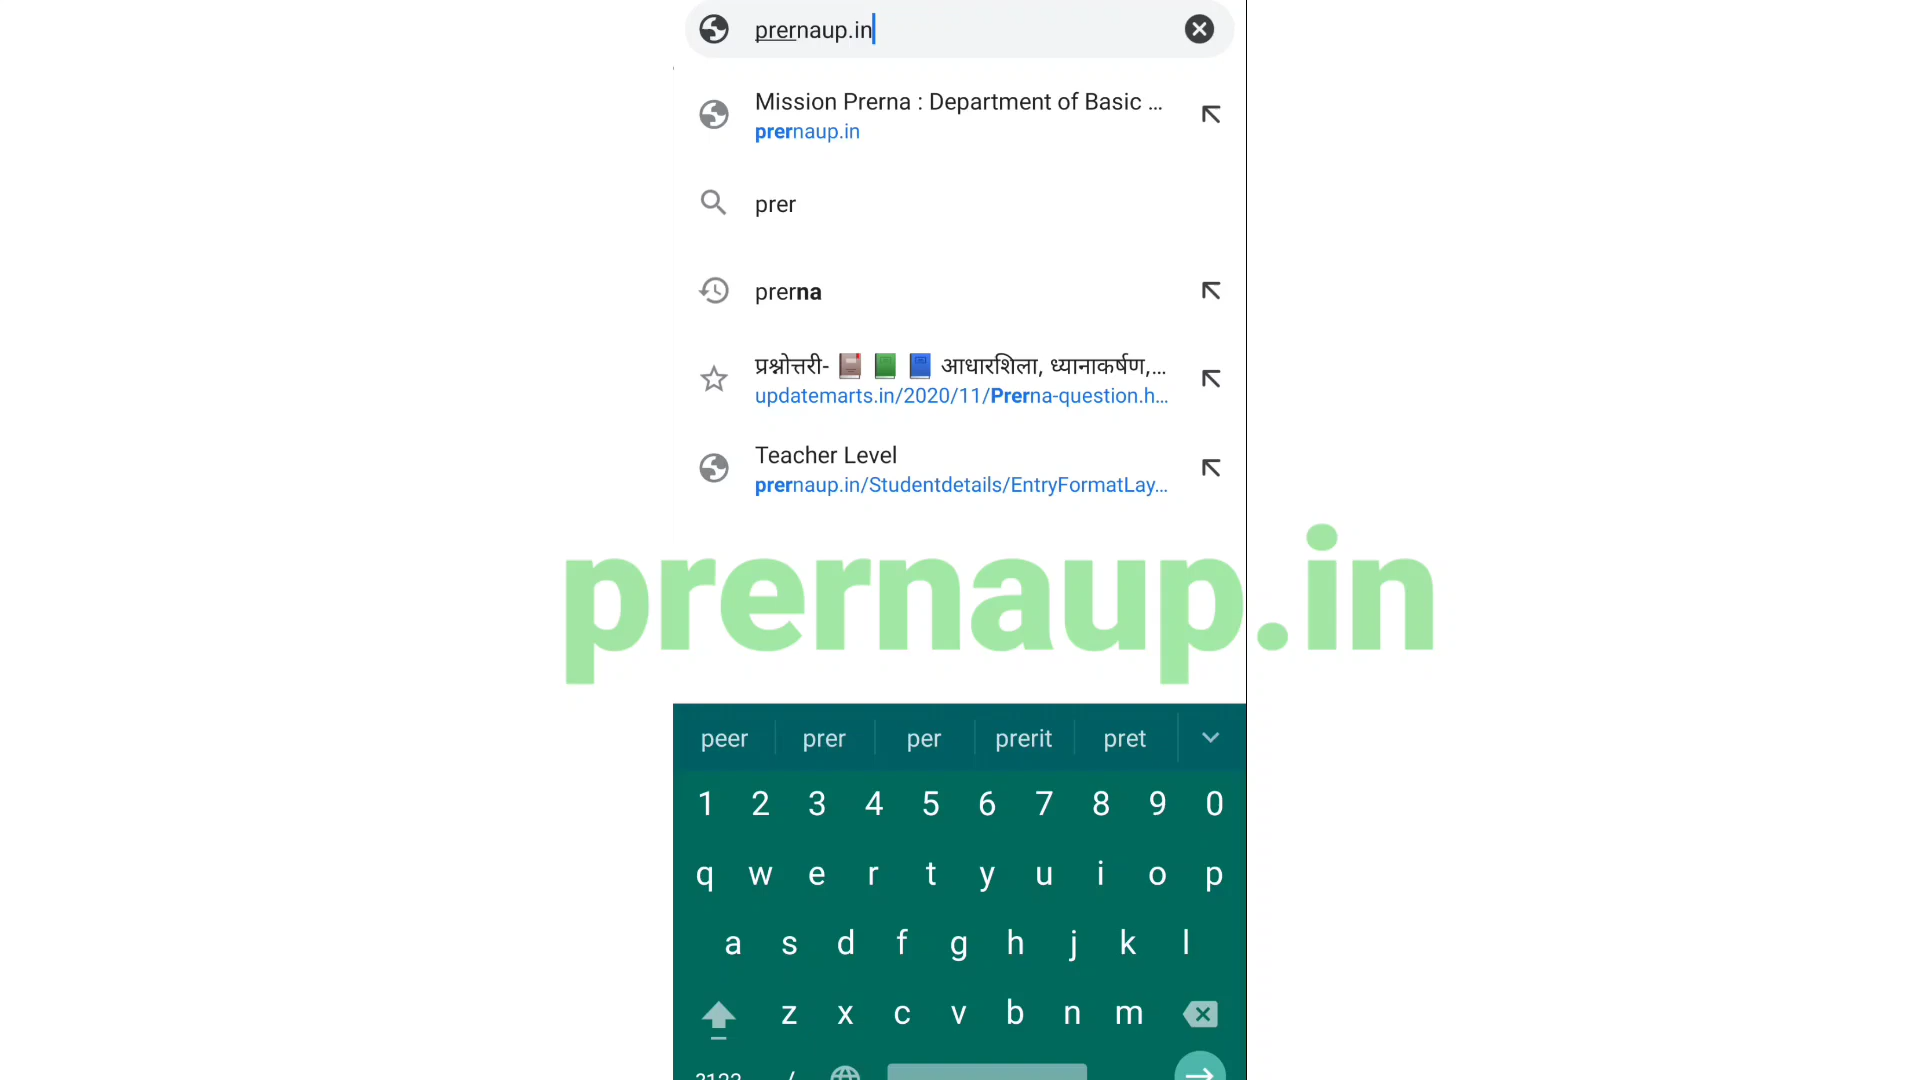 prernaup.in
Mission Prerna : Department of Basic ...
prernaup.in
prer
prerna
प्रश्नोत्तरी- 📕 📗 📘 आधारशिला, ध्यानाकर्षण,...
updatemarts.in/2020/11/Prerna-question.h...
Teacher Level
prernaup.in/Studentdetails/EntryFormatLay...
prernaup.in
peer prer per prerit pret
1 2 3 4 5 6 7 8 9 0
q w e r t y u i o p
a s d f g h j k l
z x c v b n m
/